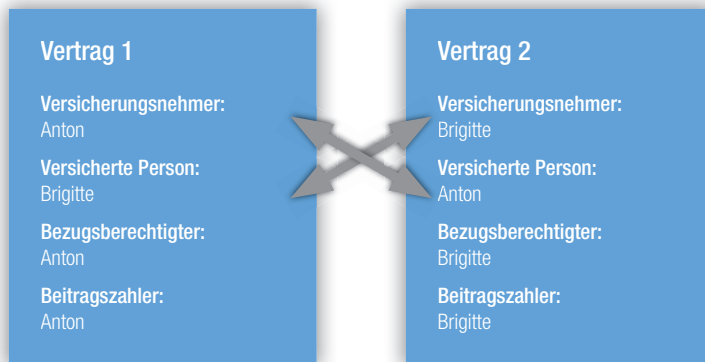 Vertrag 1
Versicherungsnehmer:
Anton
Versicherte Person:
Brigitte
Bezugsberechtigter:
Anton
Beitragszahler:
Anton
Vertrag 2
Versicherungsnehmer:
Brigitte
Versicherte Person:
Anton
Bezugsberechtigter:
Brigitte
Beitragszahler:
Brigitte